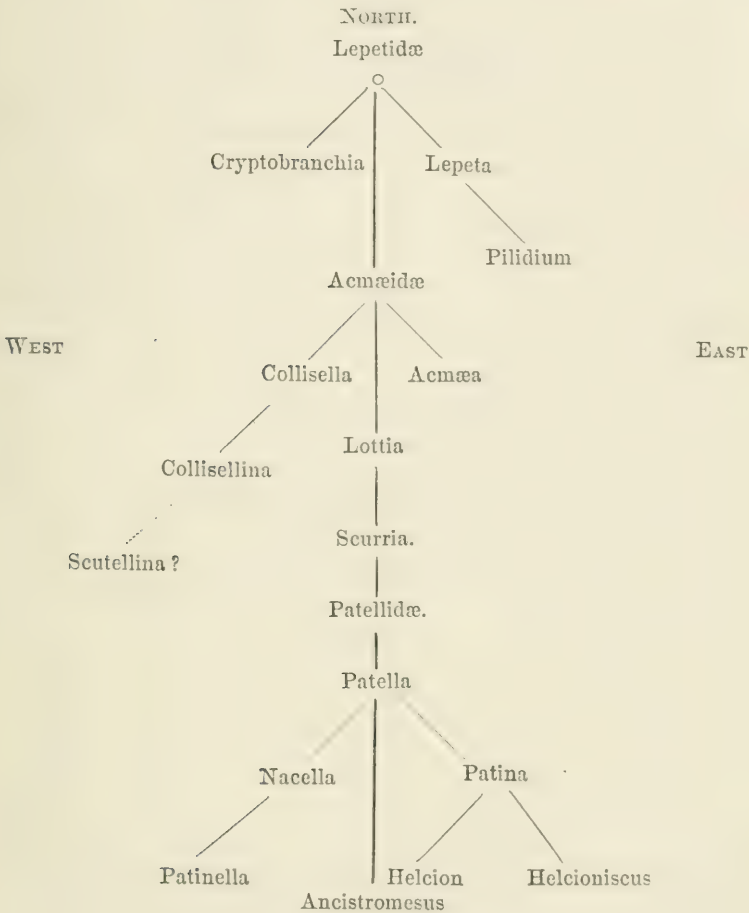 NORTH.
Lepetidæ
Cryptobranchia Lepeta
Pilidium
Acmæidæ
WEST EAST
Collisella Acmæa
Lottia
Collisellina
Scurria.
Scutellina ?
Patellidæ.
Patella
Nacella Patina
Patinella Helcion Helcioniscus
Ancistromesus